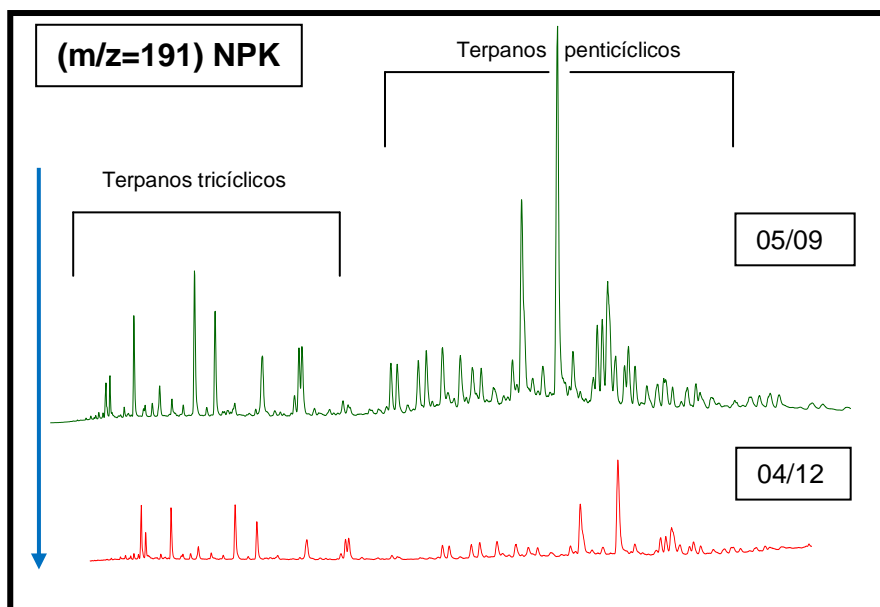 (m/z=191) NPK
Terpanos penticíclicos
Terpanos tricíclicos
05/09
04/12